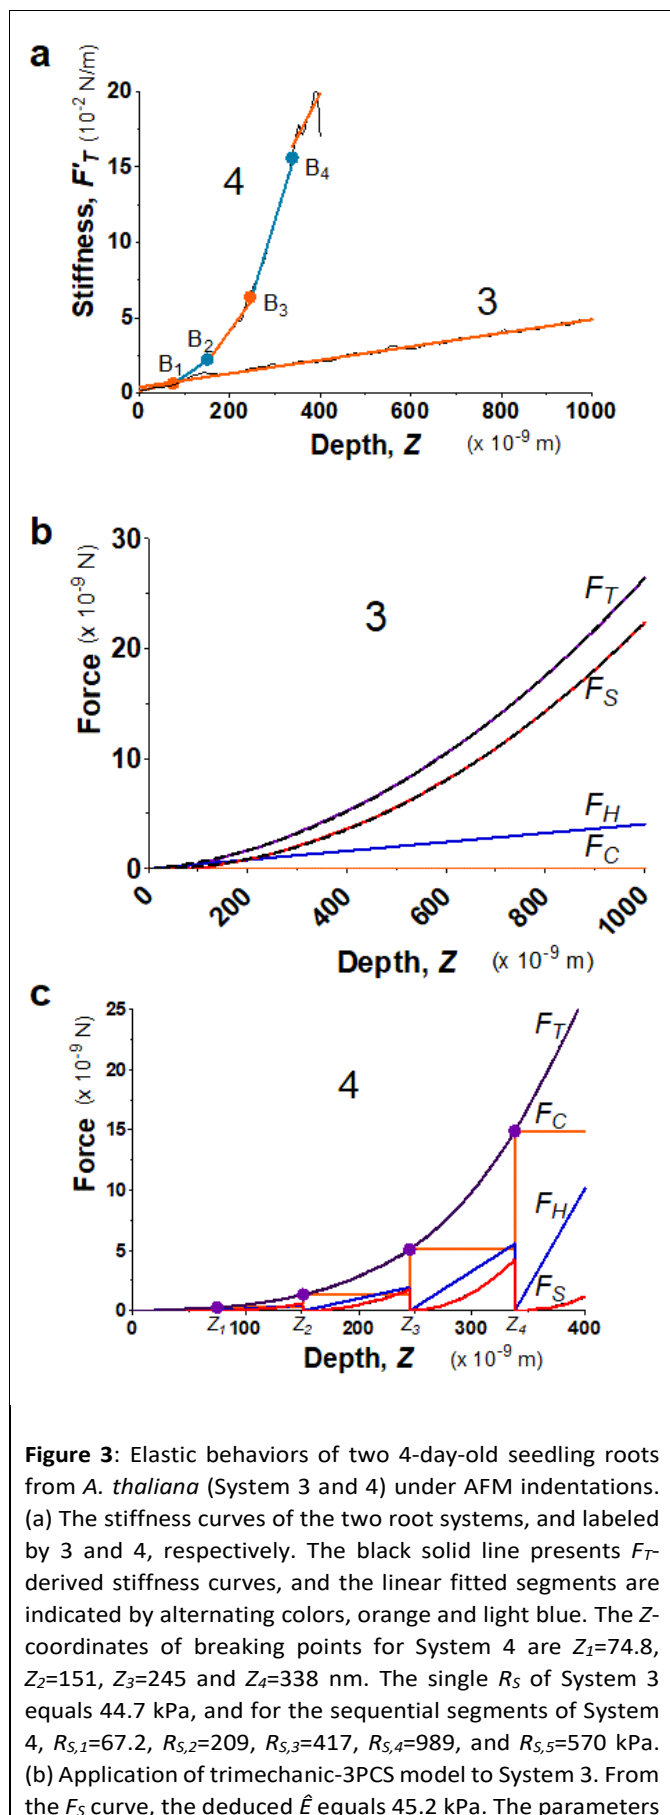 a
Stiffness, F'T (10-2 N/m)
20
15
10
5
0
4
3
B1
B2
B3
B4
0 200 400 600 800 1000
Depth, Z (x 10-9 m)
b
Force (x 10-9 N)
30
20
10
0
3
FT
FS
FH
FC
0 200 400 600 800 1000
Depth, Z (x 10-9 m)
c
Force (x 10-9 N)
25
20
15
10
5
0
4
FT
FC
FH
FS
0 Z1 100 Z2 200 Z3 300 Z4 400
Depth, Z (x 10-9 m)
Figure 3: Elastic behaviors of two 4-day-old seedling roots
from A. thaliana (System 3 and 4) under AFM indentations.
(a) The stiffness curves of the two root systems, and labeled
by 3 and 4, respectively. The black solid line presents FT-
derived stiffness curves, and the linear fitted segments are
indicated by alternating colors, orange and light blue. The Z-
coordinates of breaking points for System 4 are Z1=74.8,
Z2=151, Z3=245 and Z4=338 nm. The single RS of System 3
equals 44.7 kPa, and for the sequential segments of System
4, RS,1=67.2, RS,2=209, RS,3=417, RS,4=989, and RS,5=570 kPa.
(b) Application of trimechanic-3PCS model to System 3. From
the FS curve, the deduced Ê equals 45.2 kPa. The parameters